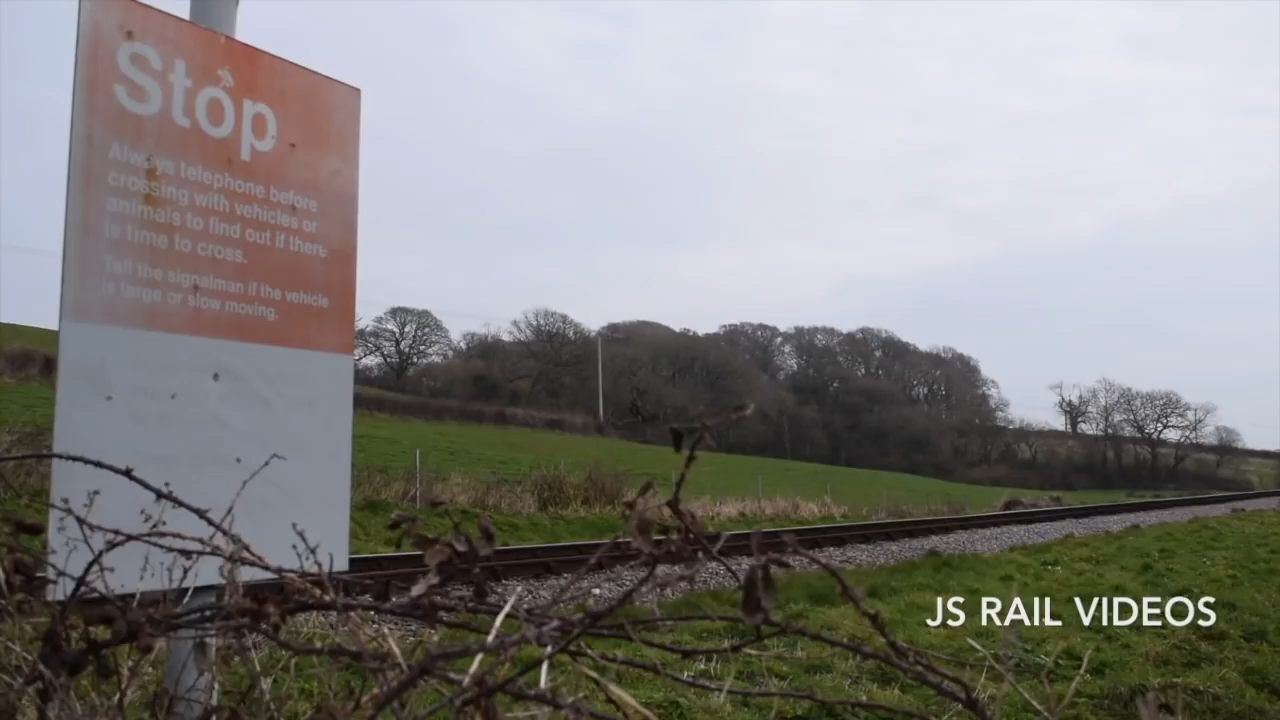 Stop
Always telephone before
crossing with vehicles or
animals to find out if there
is time to cross.
Tell the signalman if the vehicle
is large or slow moving.
JS RAIL VIDEOS